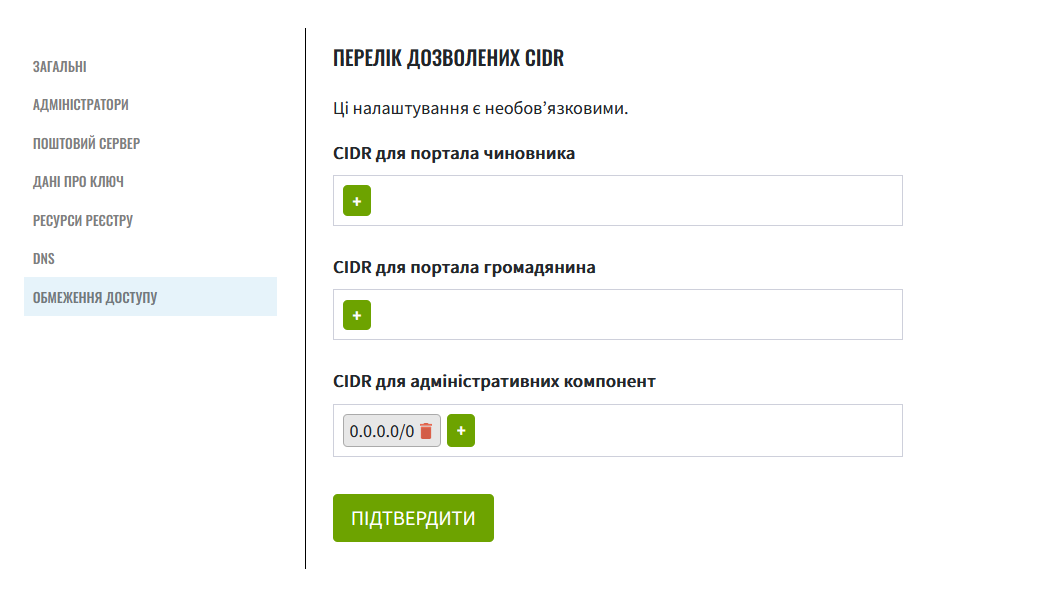 ЗАГАЛЬНІ
АДМІНІСТРАТОРИ
ПОШТОВИЙ СЕРВЕР
ДАНІ ПРО КЛЮЧ
РЕСУРСИ РЕЄСТРУ
DNS
ОБМЕЖЕННЯ ДОСТУПУ
ПЕРЕЛІК ДОЗВОЛЕНИХ CIDR
Ці налаштування є необов’язковими.
CIDR для портала чиновника
+
CIDR для портала громадянина
+
CIDR для адміністративних компонент
0.0.0.0/0 +
ПІДТВЕРДИТИ